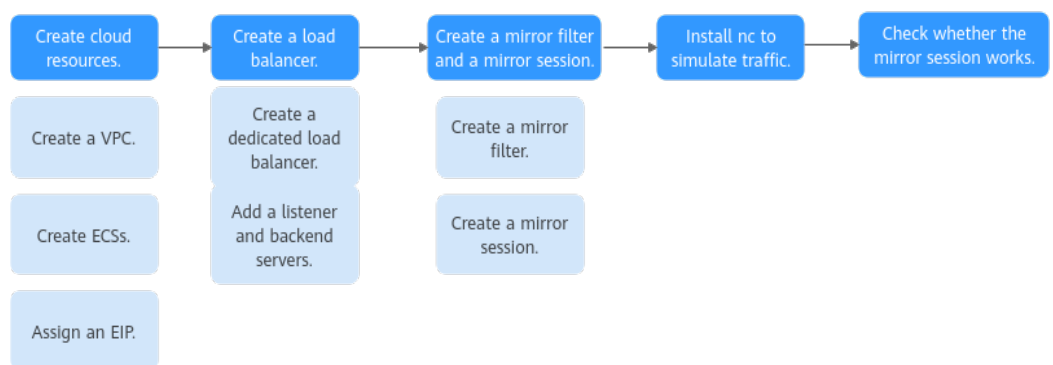 Create cloud
resources.
Create a load
balancer.
Create a mirror filter
and a mirror session.
Install nc to
simulate traffic.
Check whether the
mirror session works.
Create a VPC.
Create ECSs.
Assign an EIP.
Create a
dedicated load
balancer.
Add a listener
and backend
servers.
Create a mirror
filter.
Create a mirror
session.